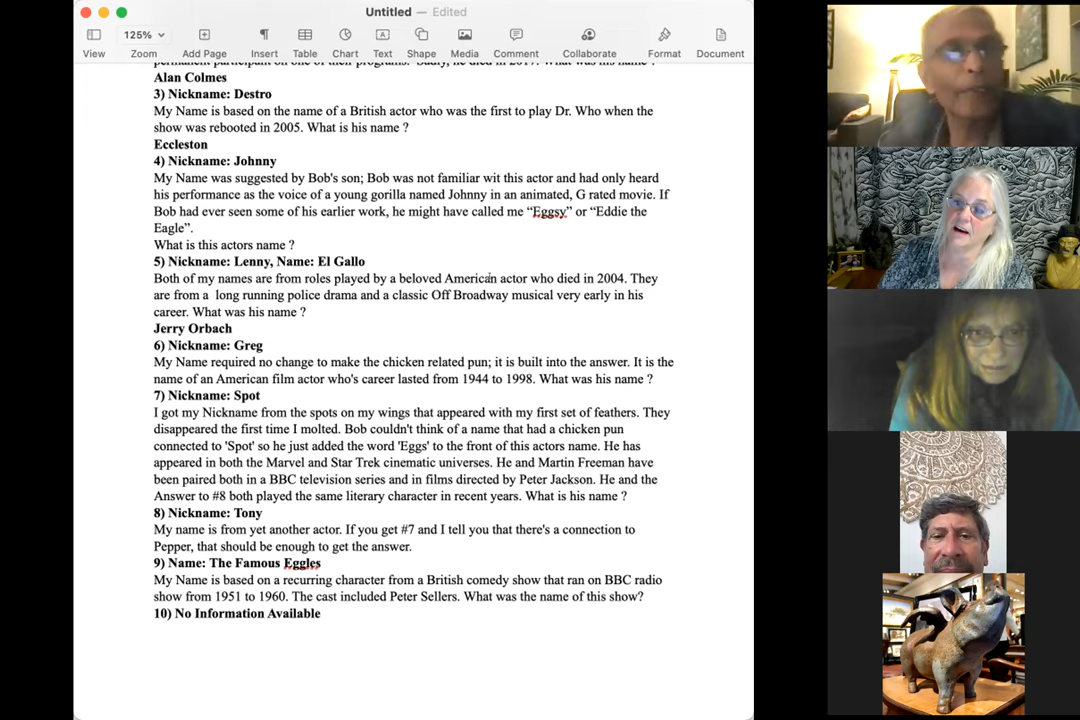 Untitled — Edited
125%
View Zoom Add Page Insert Table Chart Text Shape Media Comment Collaborate Format Document
permanent participant on one of their programs. Sadly, he died in 2017. What was his name ?
Alan Colmes
3) Nickname: Destro
My Name is based on the name of a British actor who was the first to play Dr. Who when the
show was rebooted in 2005. What is his name ?
Eccleston
4) Nickname: Johnny
My Name was suggested by Bob's son; Bob was not familiar wit this actor and had only heard
his performance as the voice of a young gorilla named Johnny in an animated, G rated movie. If
Bob had ever seen some of his earlier work, he might have called me “Eggsy” or “Eddie the
Eagle”.
What is this actors name ?
5) Nickname: Lenny, Name: El Gallo
Both of my names are from roles played by a beloved American actor who died in 2004. They
are from a long running police drama and a classic Off Broadway musical very early in his
career. What was his name ?
Jerry Orbach
6) Nickname: Greg
My Name required no change to make the chicken related pun; it is built into the answer. It is the
name of an American film actor who's career lasted from 1944 to 1998. What was his name ?
7) Nickname: Spot
I got my Nickname from the spots on my wings that appeared with my first set of feathers. They
disappeared the first time I molted. Bob couldn't think of a name that had a chicken pun
connected to 'Spot' so he just added the word 'Eggs' to the front of this actors name. He has
appeared in both the Marvel and Star Trek cinematic universes. He and Martin Freeman have
been paired both in a BBC television series and in films directed by Peter Jackson. He and the
Answer to #8 both played the same literary character in recent years. What is his name ?
8) Nickname: Tony
My name is from yet another actor. If you get #7 and I tell you that there's a connection to
Pepper, that should be enough to get the answer.
9) Name: The Famous Eggles
My Name is based on a recurring character from a British comedy show that ran on BBC radio
show from 1951 to 1960. The cast included Peter Sellers. What was the name of this show?
10) No Information Available